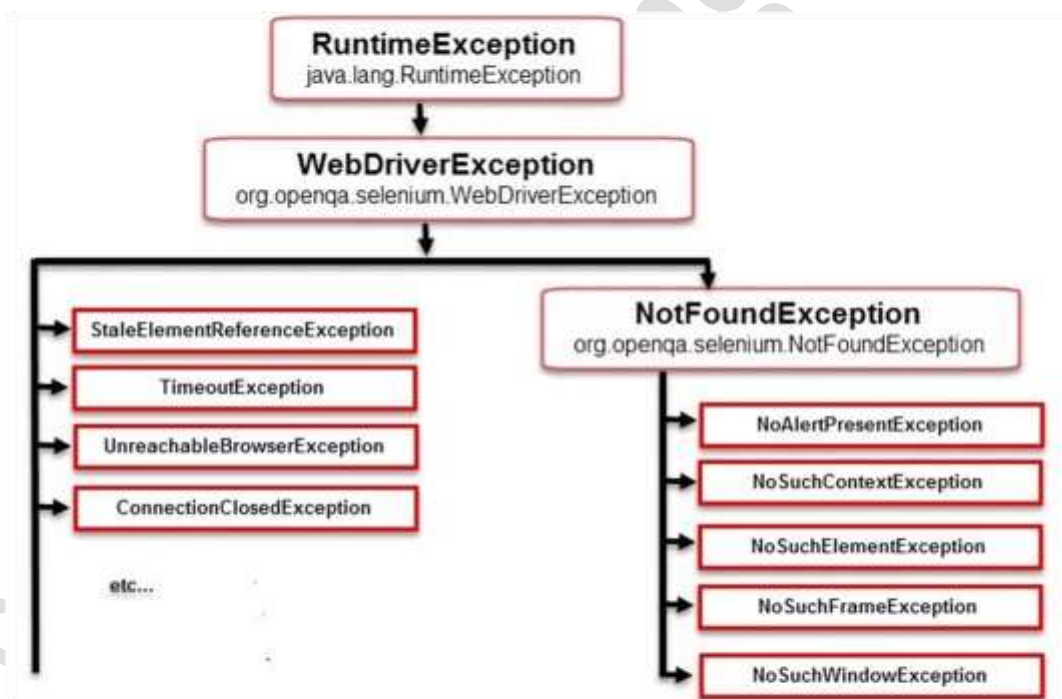 RuntimeException
java.lang.RuntimeException
WebDriverException
org.openqa.selenium.WebDriverException
StaleElementReferenceException
TimeoutException
UnreachableBrowserException
ConnectionClosedException
etc...
NotFoundException
org.openqa.selenium.NotFoundException
NoAlertPresentException
NoSuchContextException
NoSuchElementException
NoSuchFrameException
NoSuchWindowException